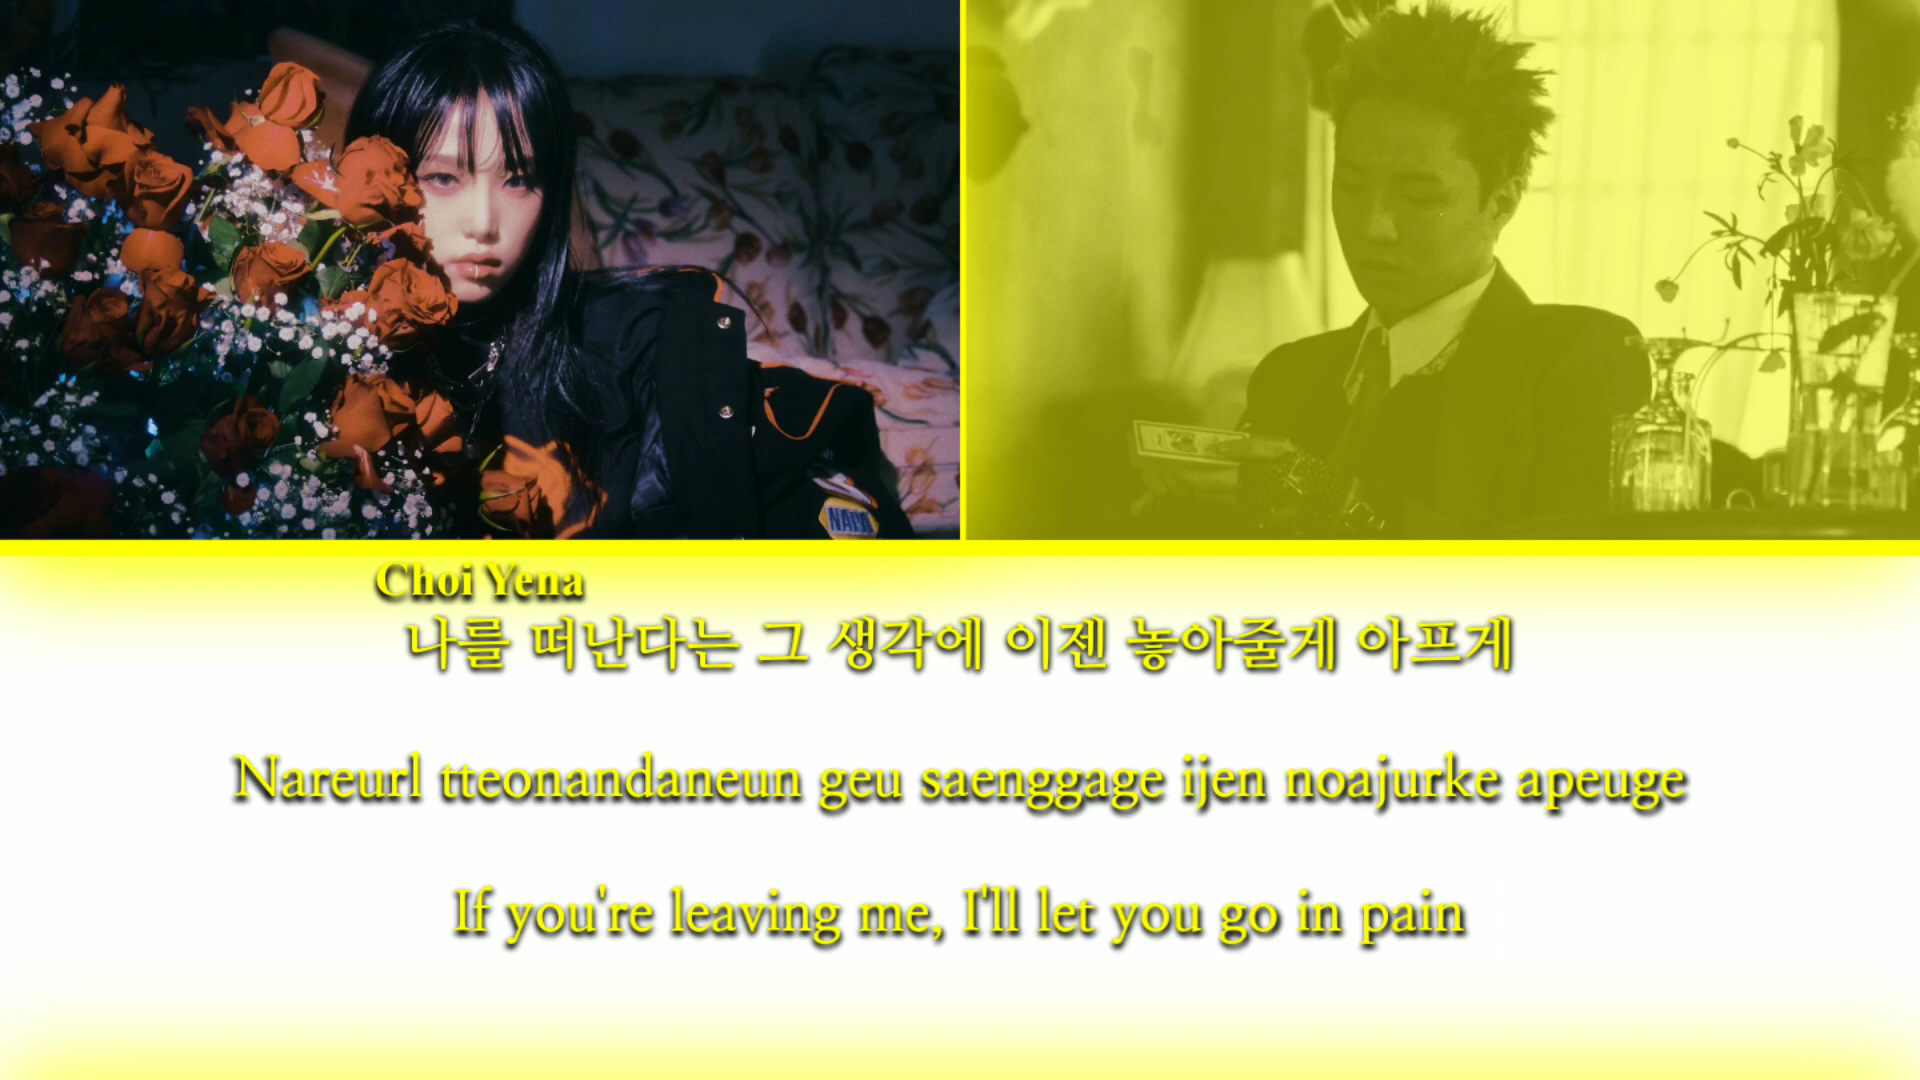 NAPA
Choi Yena
나를 떠난다는 그 생각에 이젠 놓아줄게 아프게
Nareurl tteonandaneun geu saenggage ijen noajurke apeuge
If you're leaving me, I'll let you go in pain